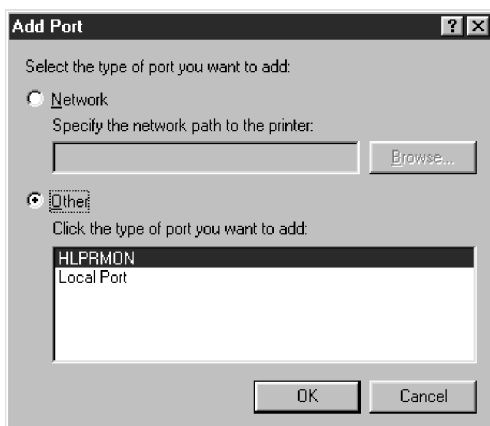 Add Port
Select the type of port you want to add:
Network
Specify the network path to the printer:
Browse...
Other
Click the type of port you want to add:
HLPRMON
Local Port
OK Cancel